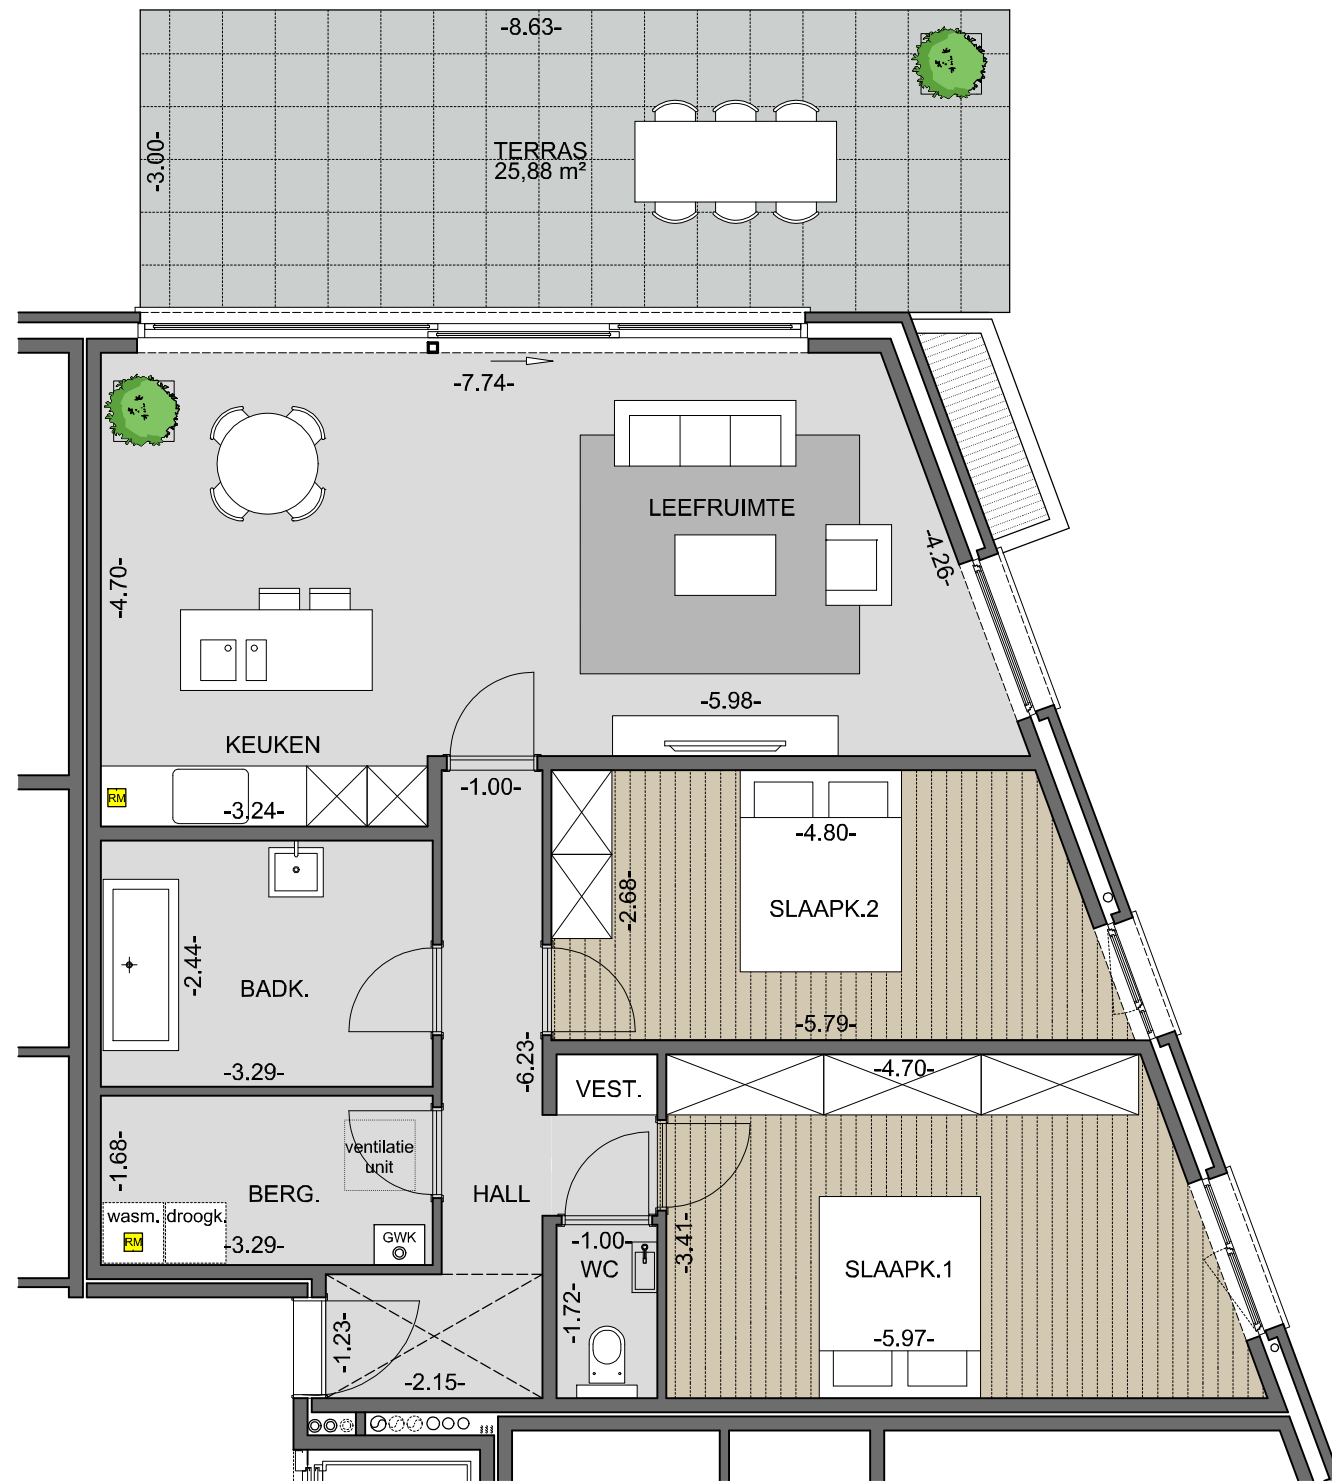 -8.63-
-3.00-
TERRAS
25,88 m²
-7.74-
LEEFRUIMTE
-4.26-
-4.70-
-5.98-
KEUKEN
RM
-3.24-
-1.00-
-4.80-
-2.68-
SLAAPK.2
-2.44-
BADK.
-5.79-
-6.23-
-3.29-
VEST.
-4.70-
-1.68-
ventilatie
unit
BERG.
HALL
wasm.
droogk.
RM
-3.29-
GWK
-1.00-
WC
-3.41-
SLAAPK.1
-1.72-
-1.23-
-5.97-
-2.15-